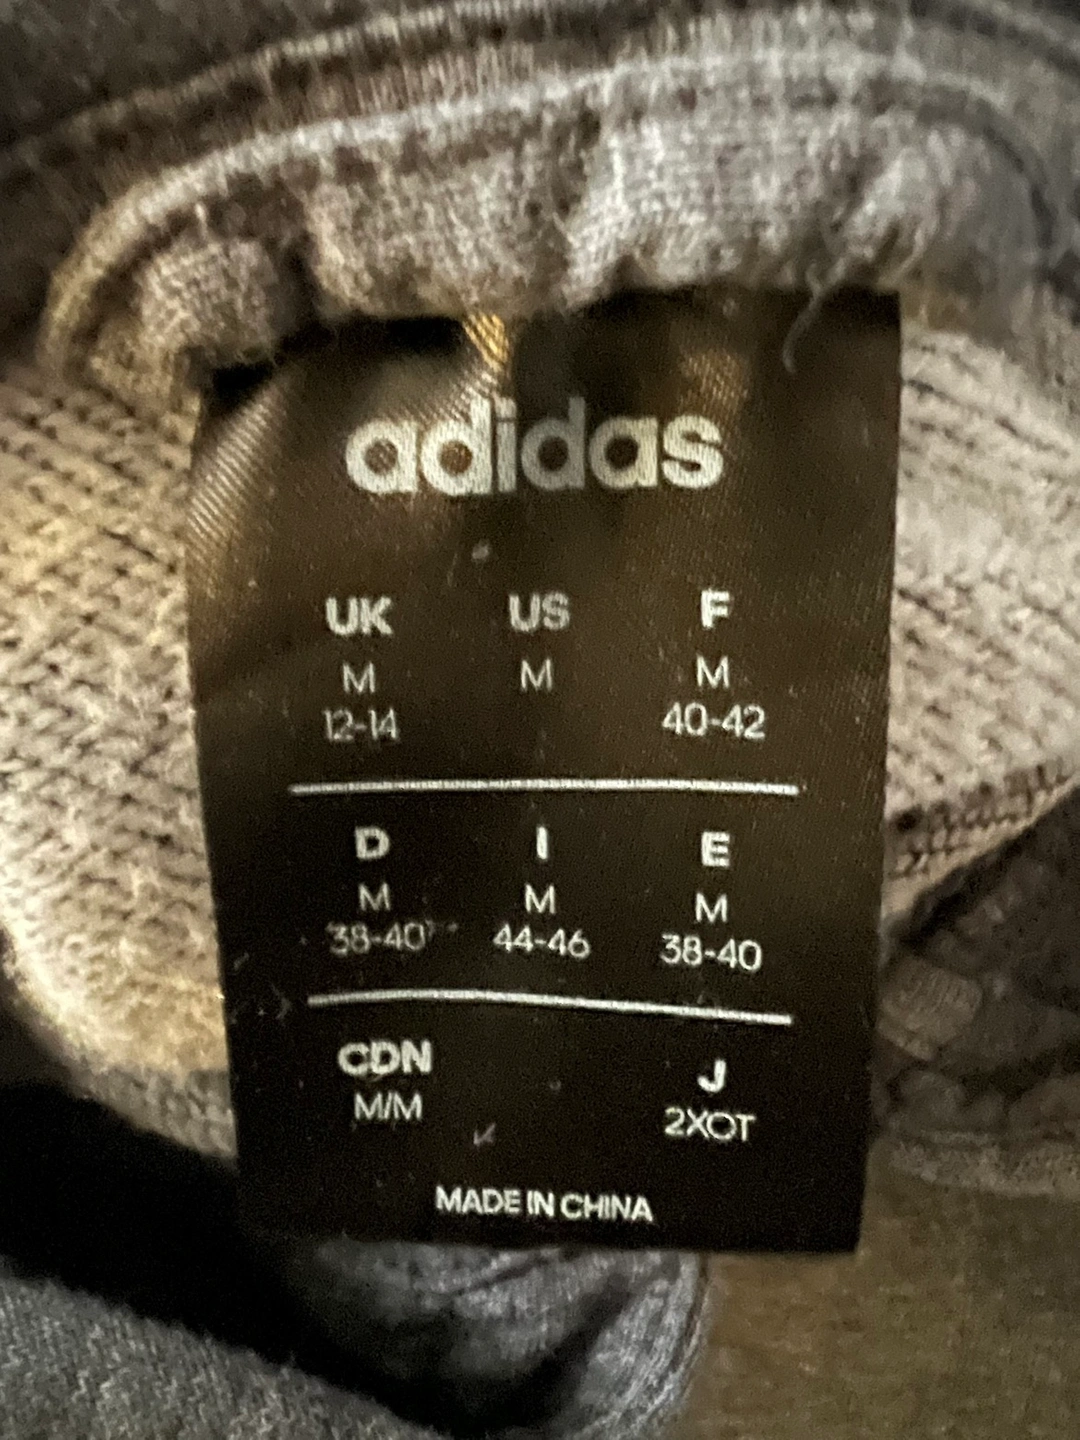 adidas
UK US F
M M M
12-14 40-42
D I E
M M M
38-40 44-46 38-40
CDN J
M/M 2XOT
MADE IN CHINA